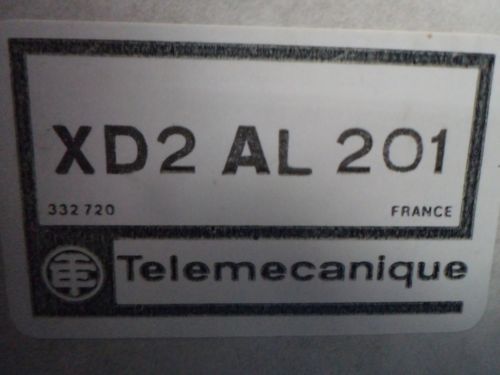 XD2 AL 201
332 720 FRANCE
Telemecanique